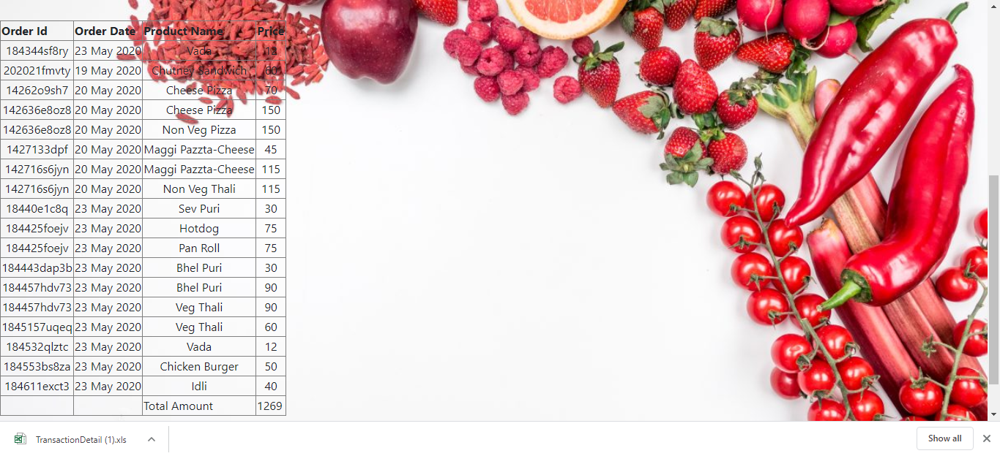 Order Id Order Date Product Name Price
184344sf8ry 23 May 2020 Vada 12
202021fmvty 19 May 2020 Chutney Sandwich 60
14262o9sh7 20 May 2020 Cheese Pizza 70
142636e8oz8 20 May 2020 Cheese Pizza 150
142636e8oz8 20 May 2020 Non Veg Pizza 150
1427133dpf 20 May 2020 Maggi Pazzta-Cheese 45
142716s6jyn 20 May 2020 Maggi Pazzta-Cheese 115
142716s6jyn 20 May 2020 Non Veg Thali 115
18440e1c8q 23 May 2020 Sev Puri 30
184425foejv 23 May 2020 Hotdog 75
184425foejv 23 May 2020 Pan Roll 75
184443dap3b 23 May 2020 Bhel Puri 30
184457hdv73 23 May 2020 Bhel Puri 90
184457hdv73 23 May 2020 Veg Thali 90
1845157uqeq 23 May 2020 Veg Thali 60
184532qlztc 23 May 2020 Vada 12
184553bs8za 23 May 2020 Chicken Burger 50
184611exct3 23 May 2020 Idli 40
Total Amount 1269
TransactionDetail (1).xls
Show all